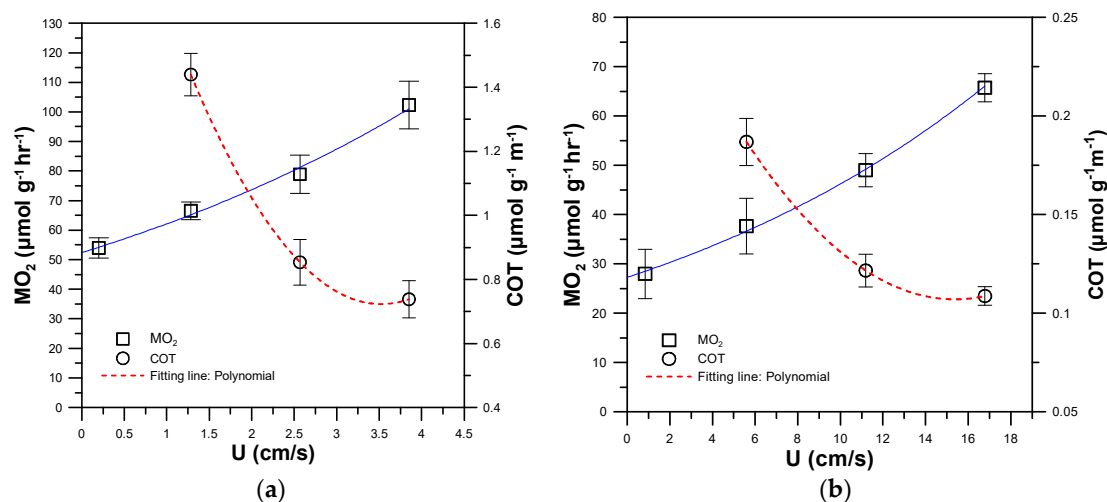 130
120
110
100
90
80
70
60
50
40
30
20
10
0
MO₂ (µmol g⁻¹ hr⁻¹)
1.6
1.4
1.2
1
0.8
0.6
0.4
COT (µmol g⁻¹ m⁻¹)
MO₂
COT
Fitting line: Polynomial
0 0.5 1 1.5 2 2.5 3 3.5 4 4.5
U (cm/s)
(a)
80
70
60
50
40
30
20
10
0
MO₂ (µmol g⁻¹ hr⁻¹)
0.25
0.2
0.15
0.1
0.05
COT (µmol g⁻¹ m⁻¹)
MO₂
COT
Fitting line: Polynomial
0 2 4 6 8 10 12 14 16 18
U (cm/s)
(b)